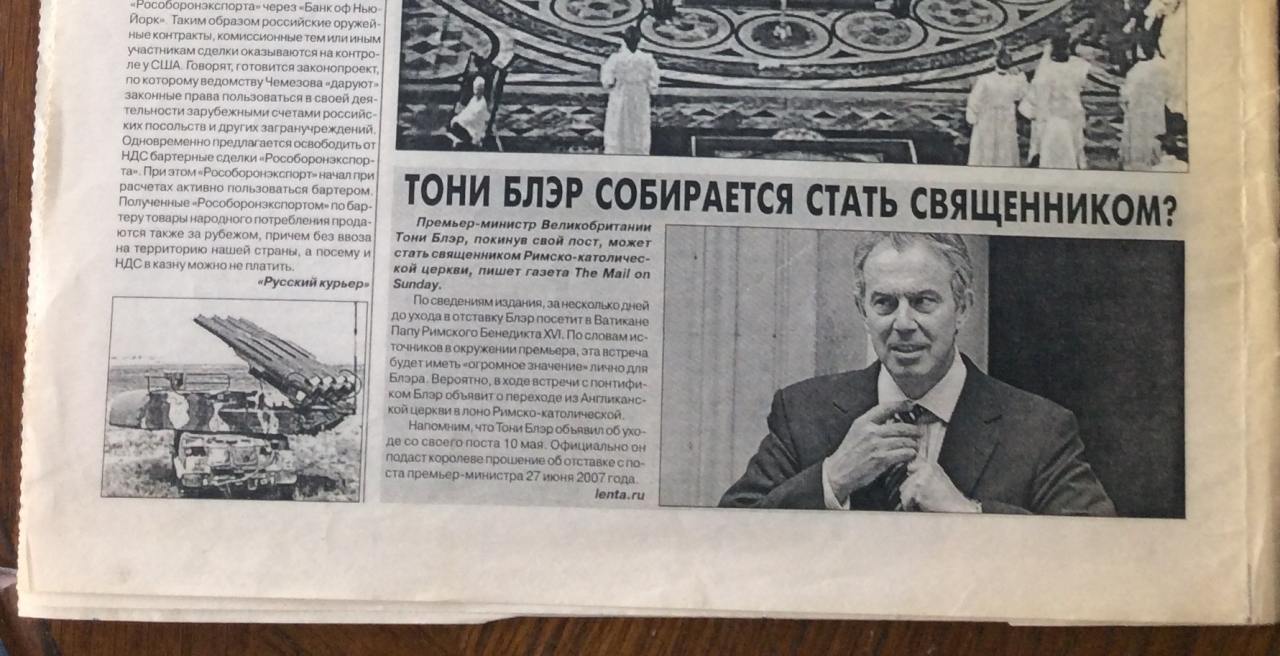 «Рособоронэкспорта» через «Банк оф Нью-
Йорк». Таким образом российские оружей-
ные контракты, комиссионные тем или иным
участникам сделки оказываются на контро-
ле у США. Говорят, готовится законопроект,
по которому ведомству Чемезова «даруют»
законные права пользоваться в своей дея-
тельности зарубежными счетами российс-
ких посольств и других загранучреждений.
Одновременно предлагается освободить от
НДС бартерные сделки «Рособоронэкспор-
та». При этом «Рособоронэкспорт» начал при
расчетах активно пользоваться бартером.
Полученные «Рособоронэкспортом» по бар-
теру товары народного потребления прода-
ются также за рубежом, причем без ввоза
на территорию нашей страны, а посему и
НДС в казну можно не платить.
«Русский курьер»
ТОНИ БЛЭР СОБИРАЕТСЯ СТАТЬ СВЯЩЕННИКОМ?
Премьер-министр Великобритании
Тони Блэр, покинув свой пост, может
стать священником Римско-католичес-
кой церкви, пишет газета The Mail on
Sunday.
По сведениям издания, за несколько дней
до ухода в отставку Блэр посетит в Ватикане
Папу Римского Бенедикта XVI. По словам ис-
точников в окружении премьера, эта встреча
будет иметь «огромное значение» лично для
Блэра. Вероятно, в ходе встречи с понтифи-
ком Блэр объявит о переходе из Англиканс-
кой церкви в лоно Римско-католической.
Напомним, что Тони Блэр объявил об ухо-
де со своего поста 10 мая. Официально он
подаст королеве прошение об отставке с по-
ста премьер-министра 27 июня 2007 года.
lenta.ru